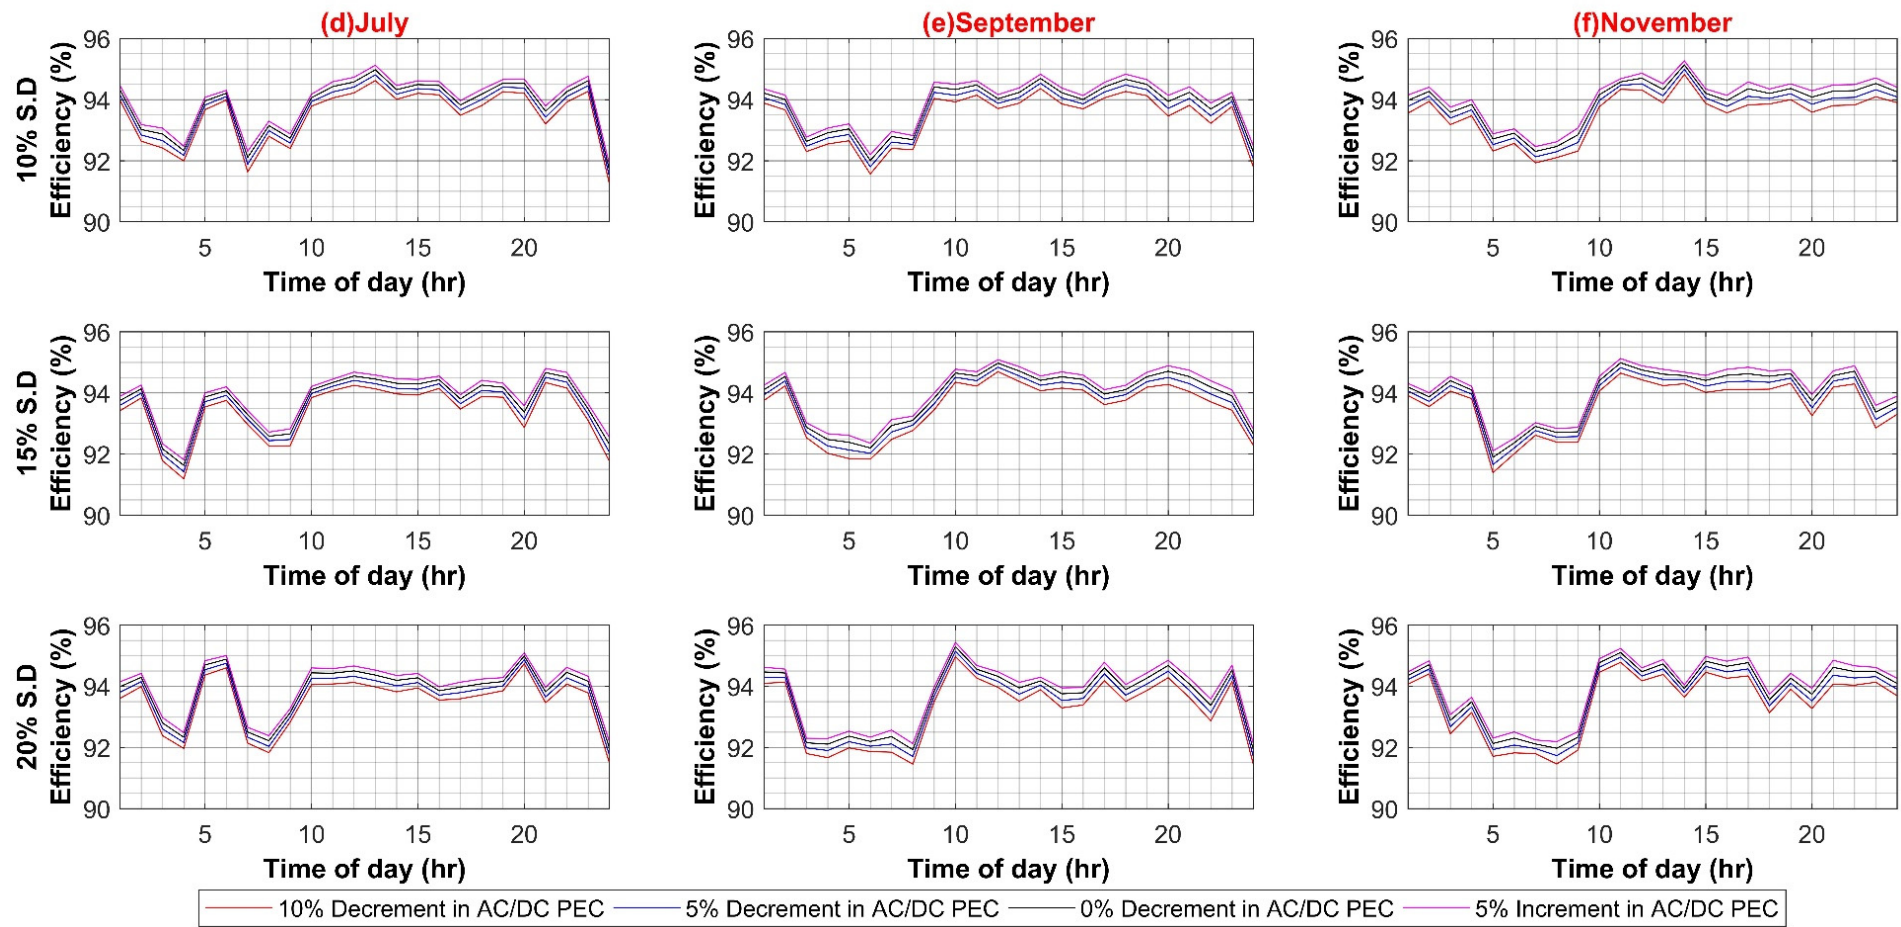 (d)July
(e)September
(f)November
10% S.D
Efficiency (%)
96
94
92
90
5
10
15
20
Time of day (hr)
Efficiency (%)
96
94
92
90
5
10
15
20
Time of day (hr)
Efficiency (%)
96
94
92
90
5
10
15
20
Time of day (hr)
15% S.D
Efficiency (%)
96
94
92
90
5
10
15
20
Time of day (hr)
Efficiency (%)
96
94
92
90
5
10
15
20
Time of day (hr)
Efficiency (%)
96
94
92
90
5
10
15
20
Time of day (hr)
20% S.D
Efficiency (%)
96
94
92
90
5
10
15
20
Time of day (hr)
Efficiency (%)
96
94
92
90
5
10
15
20
Time of day (hr)
Efficiency (%)
96
94
92
90
5
10
15
20
Time of day (hr)
10% Decrement in AC/DC PEC
5% Decrement in AC/DC PEC
0% Decrement in AC/DC PEC
5% Increment in AC/DC PEC